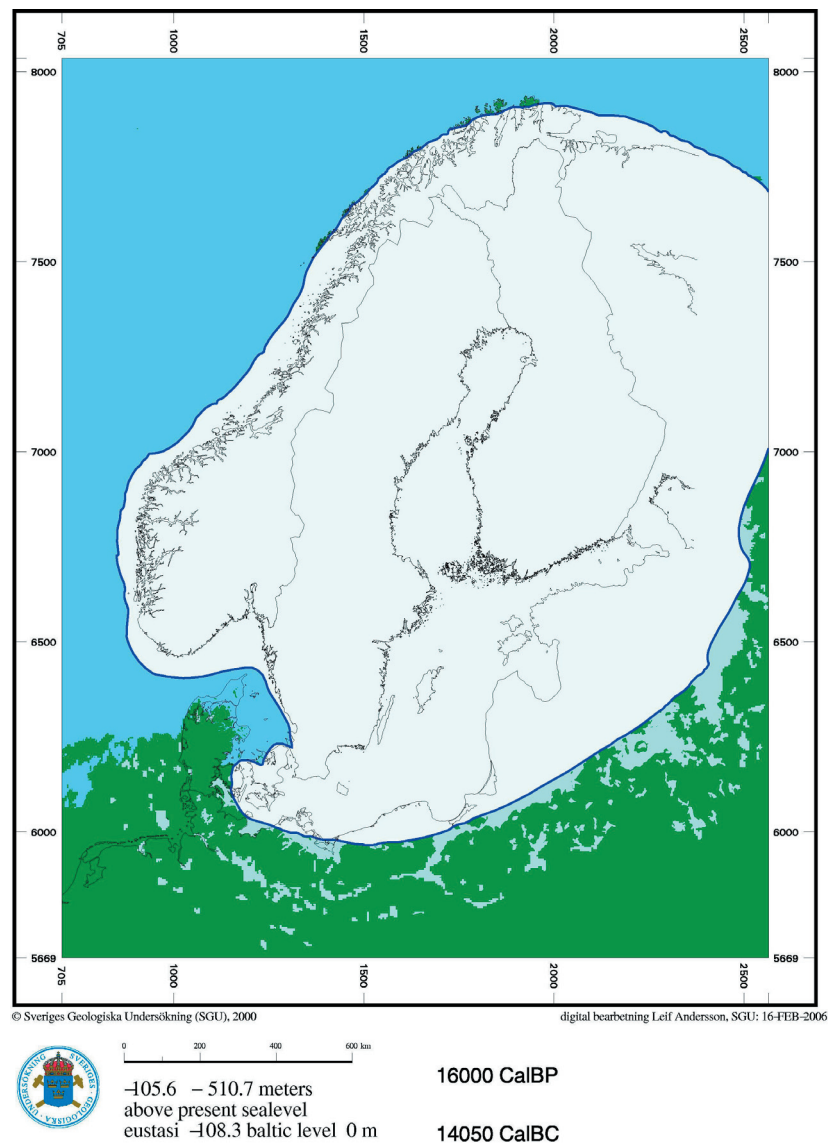 705 1000 1500 2000 2500
8000 8000
7500 7500
7000 7000
6500 6500
6000 6000
5669 5669
705 1000 1500 2000 2500
© Sveriges Geologiska Undersökning (SGU), 2000 digital bearbetning Leif Andersson, SGU: 16-FEB-2006
0 200 400 600 km
SVERIGES GEOLOGISKA UNDERSÖKNING
–105.6 – 510.7 meters
above present sealevel
eustasi –108.3 baltic level 0 m
16000 CalBP
14050 CalBC